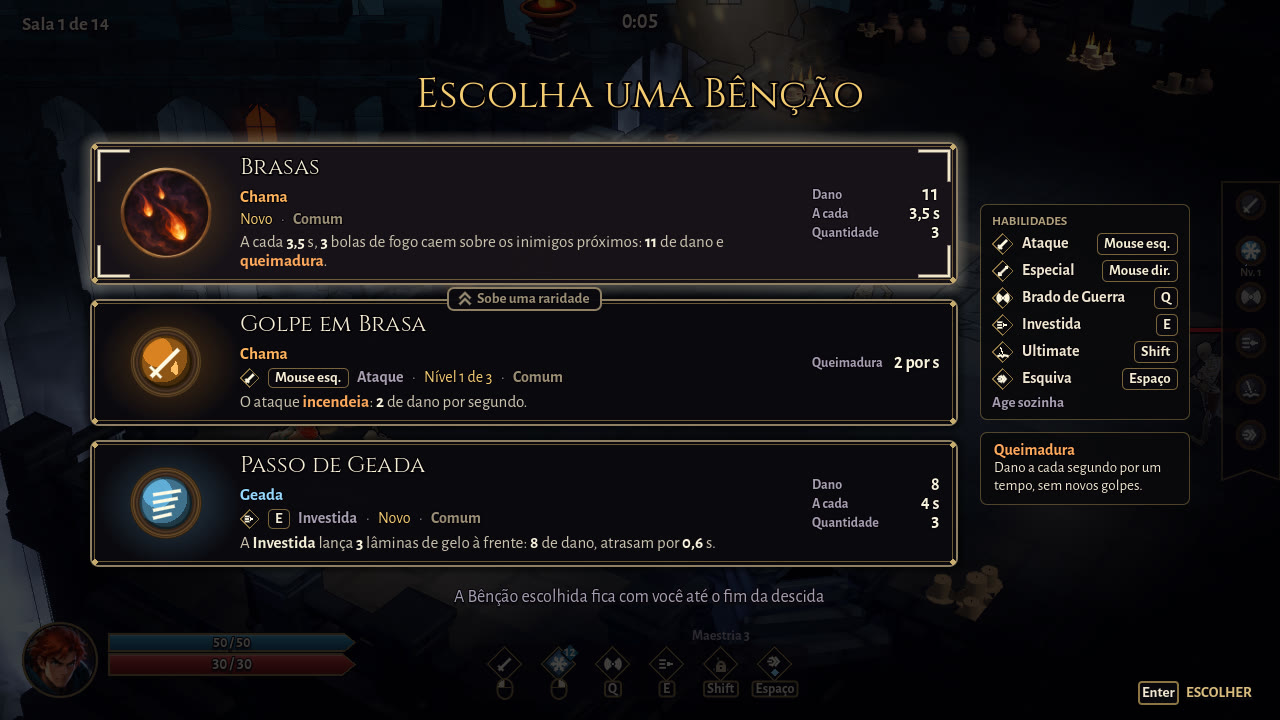 Sala 1 de 14
0:05
Escolha uma Bênção
Brasas
Chama
Novo · Comum
A cada 3,5 s, 3 bolas de fogo caem sobre os inimigos próximos: 11 de dano e
queimadura.
Dano 11
A cada 3,5 s
Quantidade 3
Sobe uma raridade
Golpe em Brasa
Chama
Mouse esq. Ataque · Nível 1 de 3 · Comum
O ataque incendeia: 2 de dano por segundo.
Queimadura 2 por s
Passo de Geada
Geada
E Investida · Novo · Comum
A Investida lança 3 lâminas de gelo à frente: 8 de dano, atrasam por 0,6 s.
Dano 8
A cada 4 s
Quantidade 3
HABILIDADES
Ataque Mouse esq.
Especial Mouse dir.
Brado de Guerra Q
Investida E
Ultimate Shift
Esquiva Espaço
Age sozinha
Queimadura
Dano a cada segundo por um
tempo, sem novos golpes.
Nv. 1
A Bênção escolhida fica com você até o fim da descida
50/50
30/30
Maestria 3
12
Q E Shift Espaço
Enter ESCOLHER